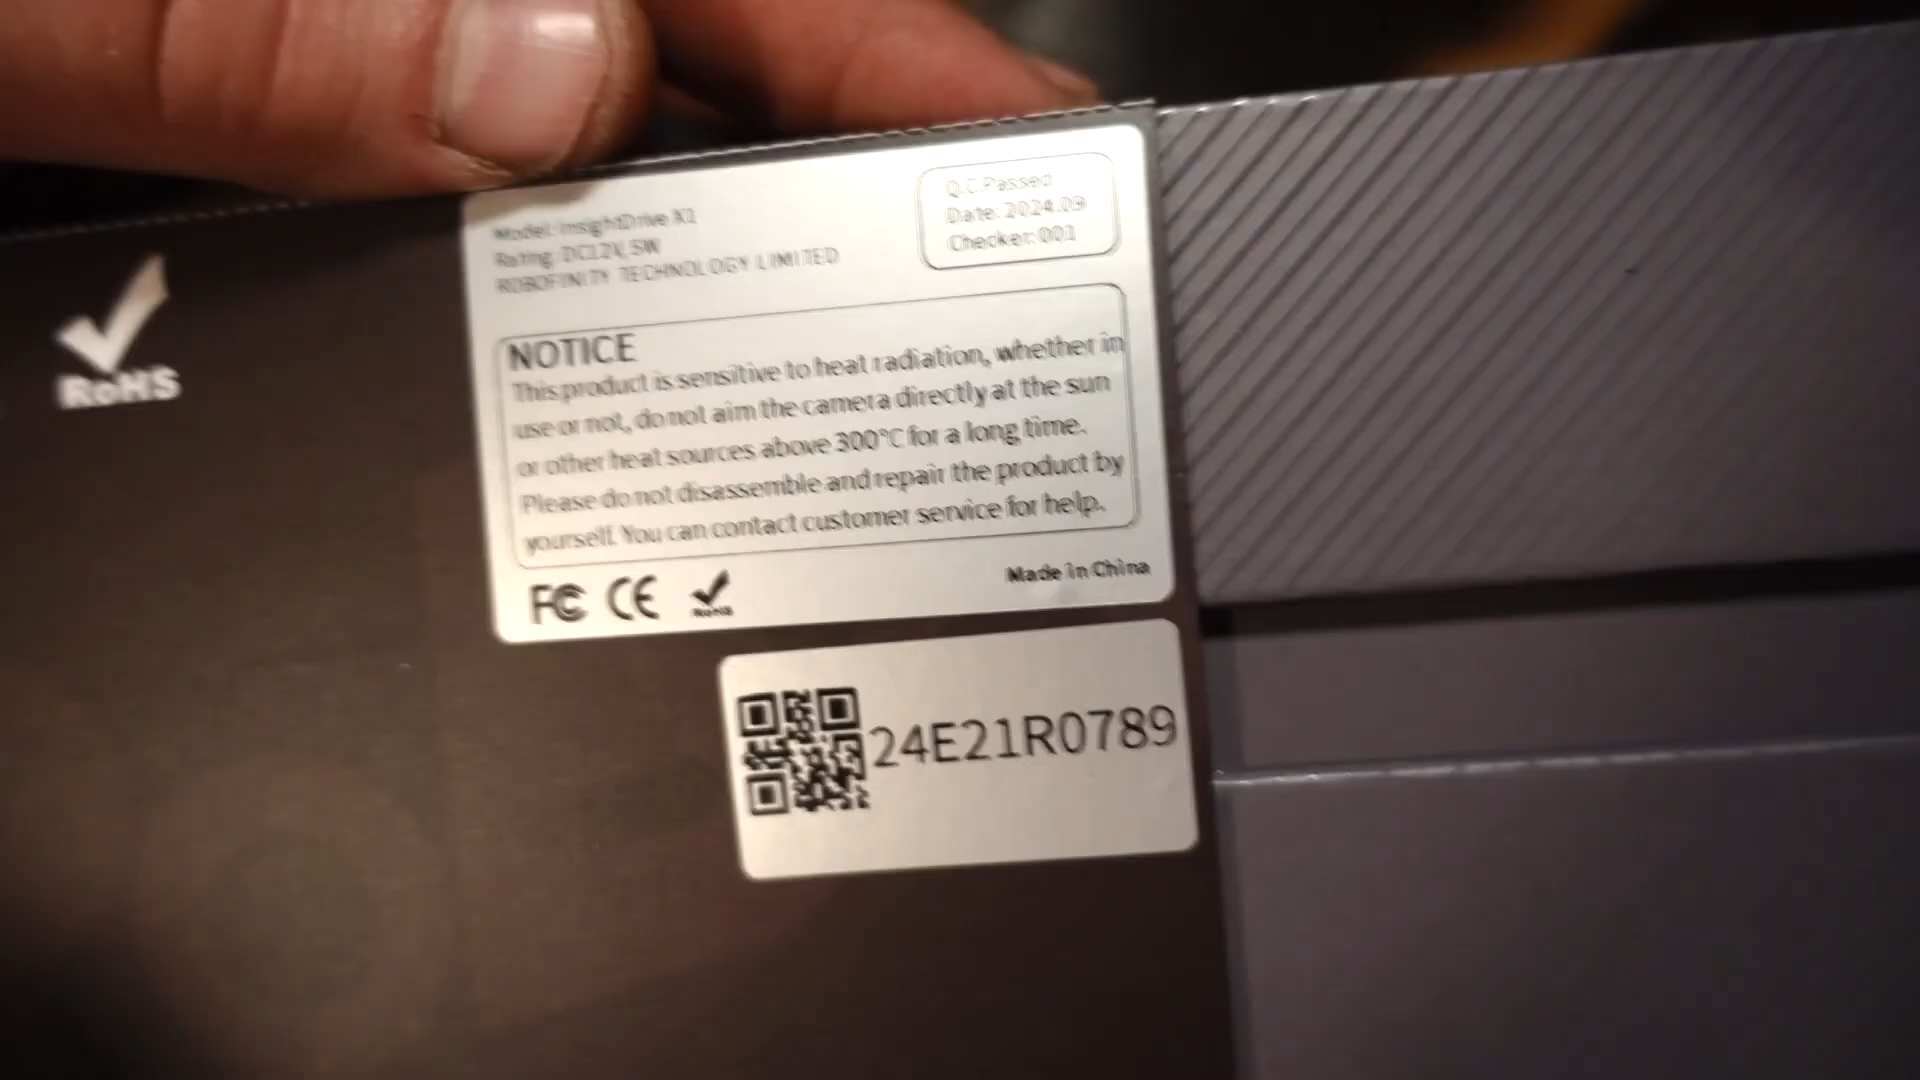 Model: InsightDrive X1
Rating: DC12V, 5W
ROBOFINITY TECHNOLOGY LIMITED
Q.C.Passed
Date: 2024.09
Checker: 001
NOTICE
This product is sensitive to heat radiation, whether in
use or not, do not aim the camera directly at the sun
or other heat sources above 300°C for a long time.
Please do not disassemble and repair the product by
yourself. You can contact customer service for help.
FC CE RoHS
Made in China
RoHS
24E21R0789